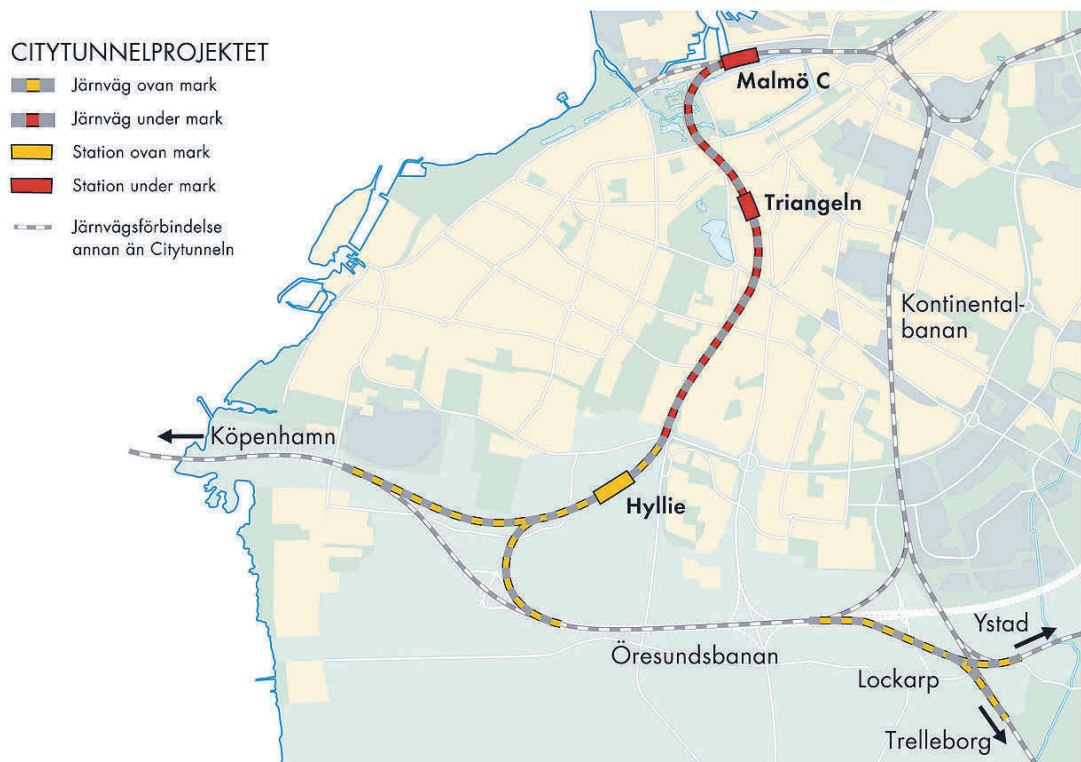 CITYTUNNELPROJEKTET
Järnväg ovan mark
Järnväg under mark
Station ovan mark
Station under mark
Järnvägsförbindelse
annan än Citytunneln
Malmö C
Triangeln
Kontinental-
banan
Köpenhamn
Hyllie
Öresundsbanan
Ystad
Lockarp
Trelleborg